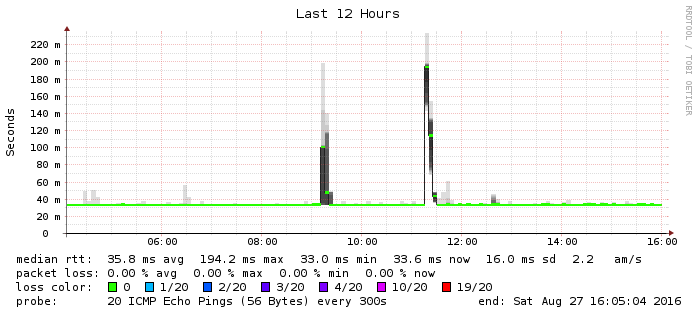 Last 12 Hours
RRDTOOL / TOBI OETIKER
Seconds
220 m
200 m
180 m
160 m
140 m
120 m
100 m
80 m
60 m
40 m
20 m
0
06:00 08:00 10:00 12:00 14:00 16:00
median rtt: 35.8 ms avg 194.2 ms max 33.0 ms min 33.6 ms now 16.0 ms sd 2.2 am/s
packet loss: 0.00 % avg 0.00 % max 0.00 % min 0.00 % now
loss color: 0 1/20 2/20 3/20 4/20 10/20 19/20
probe: 20 ICMP Echo Pings (56 Bytes) every 300s end: Sat Aug 27 16:05:04 2016